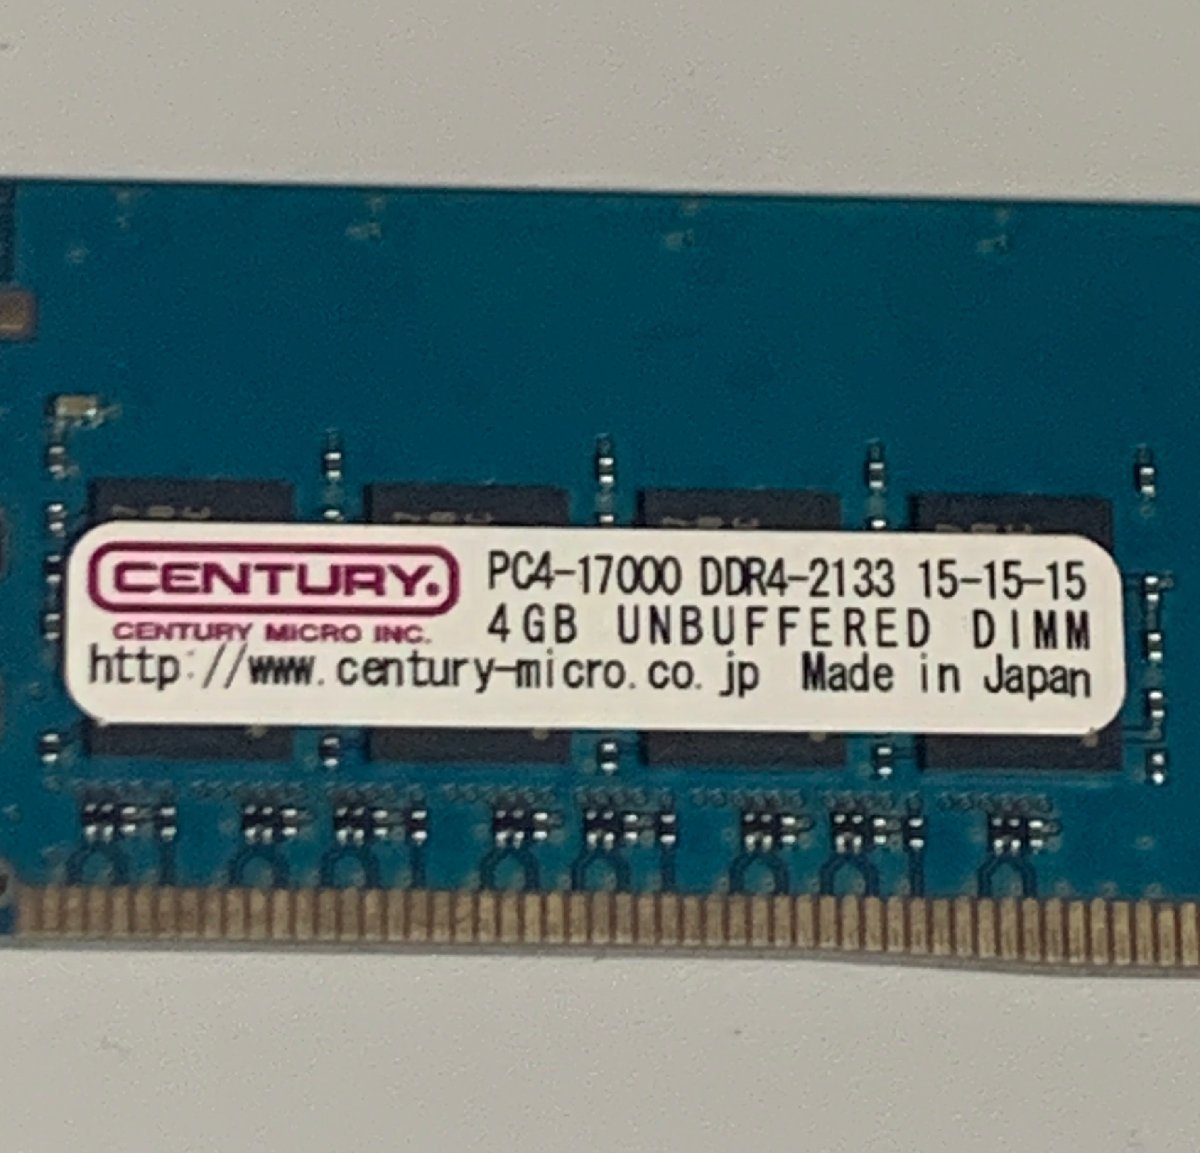 CENTURY.
CENTURY MICRO INC.
PC4-17000 DDR4-2133 15-15-15
4GB UNBUFFERED DIMM
http://www.century-micro.co.jp Made in Japan